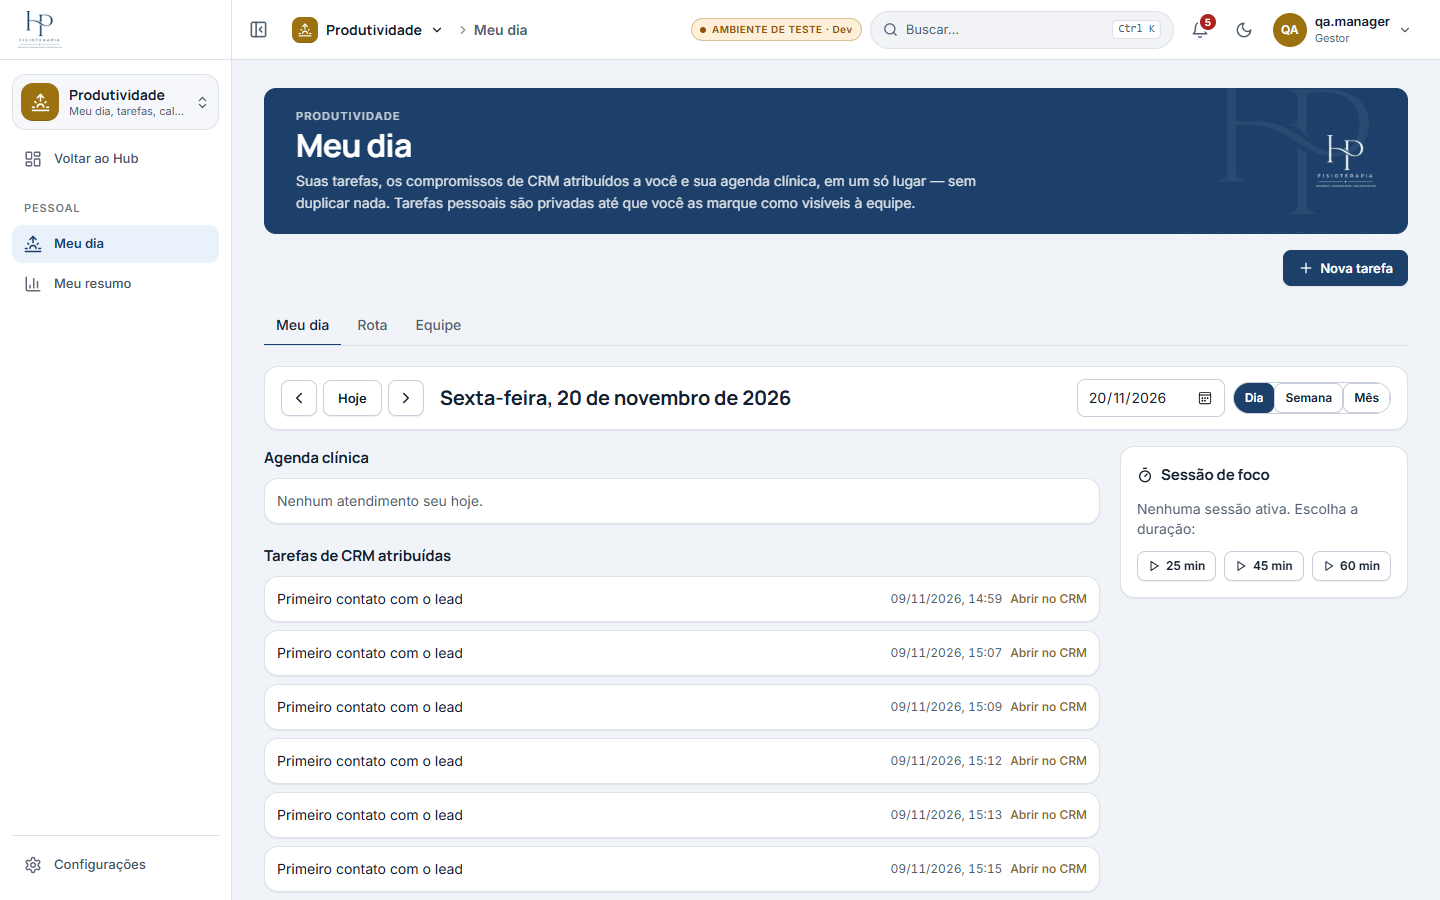 HP
FISIOTERAPIA
Produtividade
Meu dia
AMBIENTE DE TESTE · Dev
Buscar...
Ctrl K
5
QA
qa.manager
Gestor
Produtividade
Meu dia, tarefas, cal...
Voltar ao Hub
PESSOAL
Meu dia
Meu resumo
Configurações
PRODUTIVIDADE
Meu dia
Suas tarefas, os compromissos de CRM atribuídos a você e sua agenda clínica, em um só lugar — sem
duplicar nada. Tarefas pessoais são privadas até que você as marque como visíveis à equipe.
HP
FISIOTERAPIA
Nova tarefa
Meu dia
Rota
Equipe
Hoje
Sexta-feira, 20 de novembro de 2026
20/11/2026
Dia
Semana
Mês
Agenda clínica
Nenhum atendimento seu hoje.
Tarefas de CRM atribuídas
Primeiro contato com o lead 09/11/2026, 14:59 Abrir no CRM
Primeiro contato com o lead 09/11/2026, 15:07 Abrir no CRM
Primeiro contato com o lead 09/11/2026, 15:09 Abrir no CRM
Primeiro contato com o lead 09/11/2026, 15:12 Abrir no CRM
Primeiro contato com o lead 09/11/2026, 15:13 Abrir no CRM
Primeiro contato com o lead 09/11/2026, 15:15 Abrir no CRM
Sessão de foco
Nenhuma sessão ativa. Escolha a
duração:
25 min
45 min
60 min